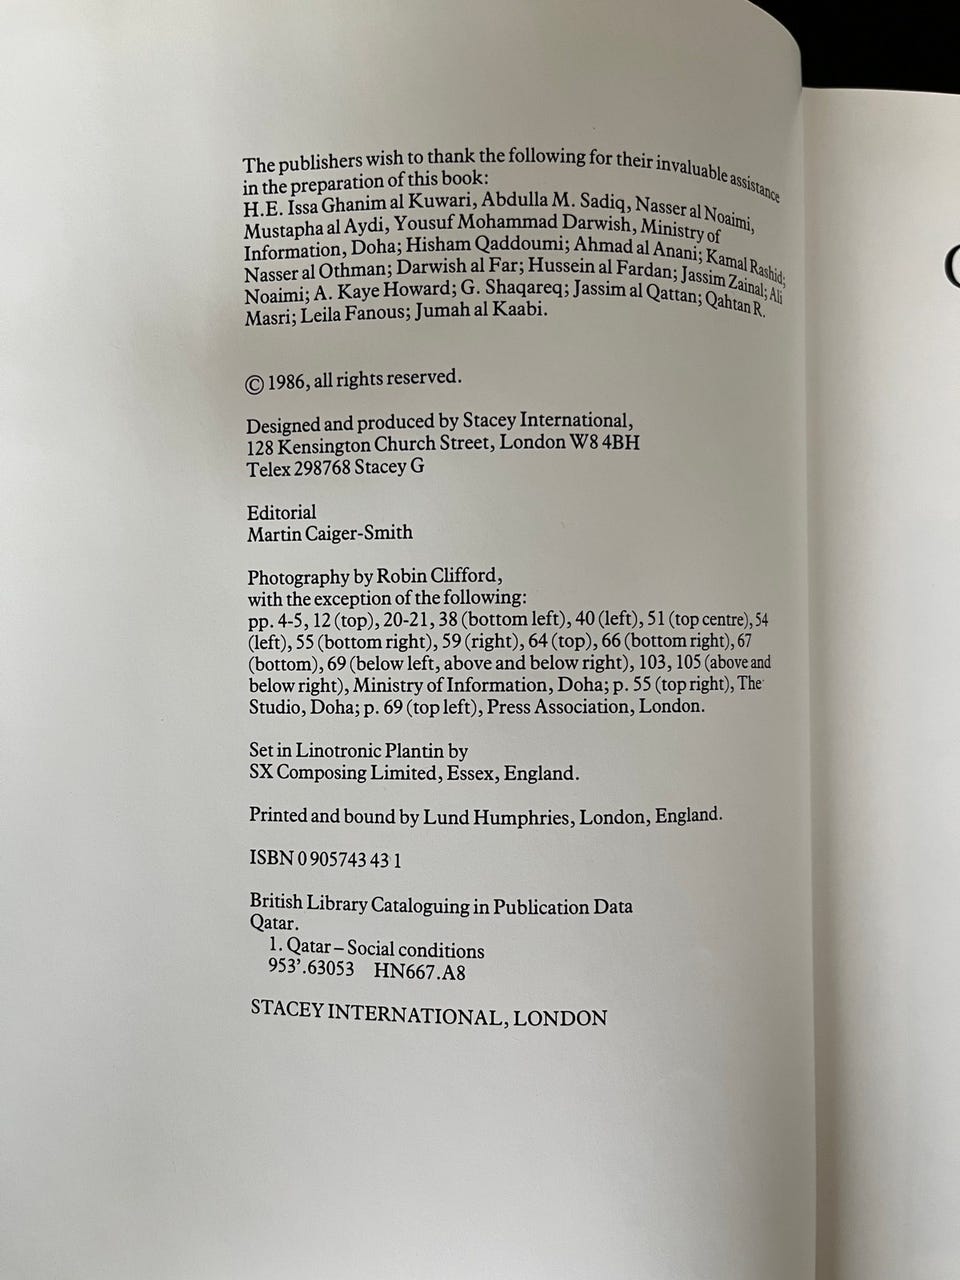 The publishers wish to thank the following for their invaluable assistance
in the preparation of this book:
H.E. Issa Ghanim al Kuwari, Abdulla M. Sadiq, Nasser al Noaimi,
Mustapha al Aydi, Yousuf Mohammad Darwish, Ministry of
Information, Doha; Hisham Qaddoumi; Ahmad al Anani; Kamal Rashid;
Nasser al Othman; Darwish al Far; Hussein al Fardan; Jassim Zainal; Ali
Noaimi; A. Kaye Howard; G. Shaqareq; Jassim al Qattan; Qahtan R.
Masri; Leila Fanous; Jumah al Kaabi.
© 1986, all rights reserved.
Designed and produced by Stacey International,
128 Kensington Church Street, London W8 4BH
Telex 298768 Stacey G
Editorial
Martin Caiger-Smith
Photography by Robin Clifford,
with the exception of the following:
pp. 4-5, 12 (top), 20-21, 38 (bottom left), 40 (left), 51 (top centre), 54
(left), 55 (bottom right), 59 (right), 64 (top), 66 (bottom right), 67
(bottom), 69 (below left, above and below right), 103, 105 (above and
below right), Ministry of Information, Doha; p. 55 (top right), The
Studio, Doha; p. 69 (top left), Press Association, London.
Set in Linotronic Plantin by
SX Composing Limited, Essex, England.
Printed and bound by Lund Humphries, London, England.
ISBN 0 905743 43 1
British Library Cataloguing in Publication Data
Qatar.
1. Qatar – Social conditions
953'.63053 HN667.A8
STACEY INTERNATIONAL, LONDON